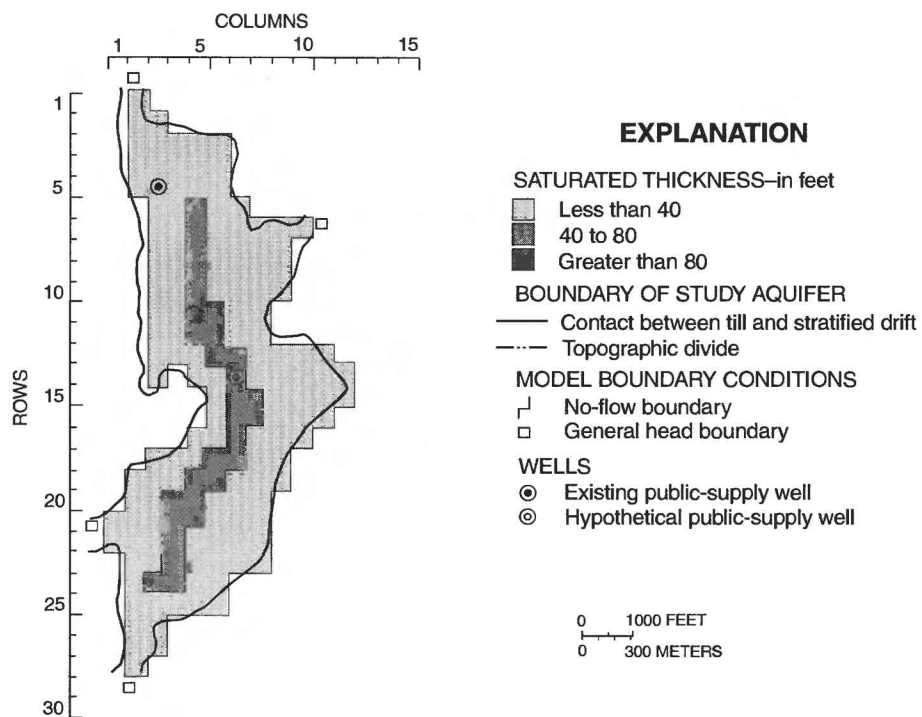 COLUMNS
1 5 10 15
ROWS
1
5
10
15
20
25
30
EXPLANATION
SATURATED THICKNESS–in feet
Less than 40
40 to 80
Greater than 80
BOUNDARY OF STUDY AQUIFER
Contact between till and stratified drift
Topographic divide
MODEL BOUNDARY CONDITIONS
No-flow boundary
General head boundary
WELLS
Existing public-supply well
Hypothetical public-supply well
0 1000 FEET
0 300 METERS